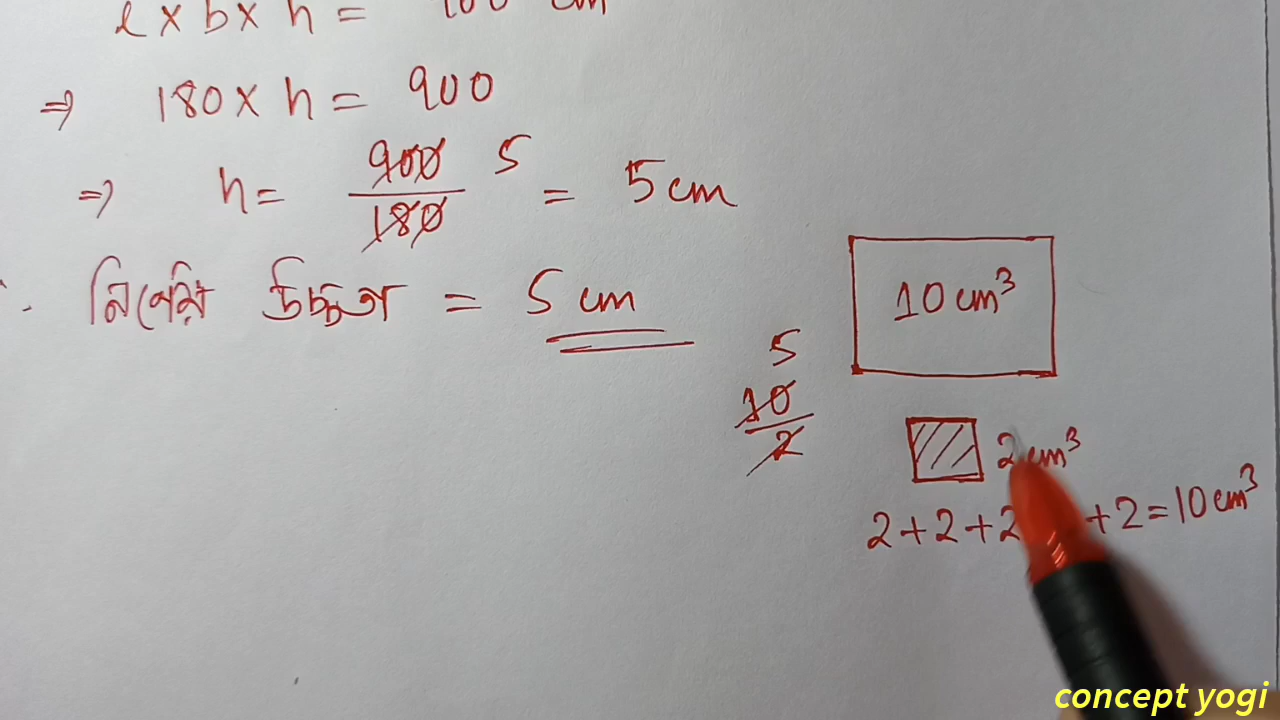 l × b × h =
⇒ 180 × h = 900
⇒ h = 900/180 5 = 5 cm
∴ উচ্চতা = 5 cm
10 cm³
5
10/2
2 cm³
2 + 2 + 2 + 2 = 10 cm³
concept yogi